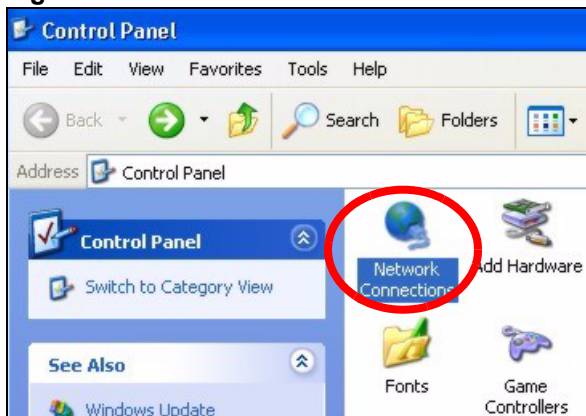 Control Panel
File Edit View Favorites Tools Help
Back Search Folders
Address Control Panel
Control Panel
Switch to Category View
See Also
Windows Update
Network
Connections
Add Hardware
Fonts
Game
Controllers